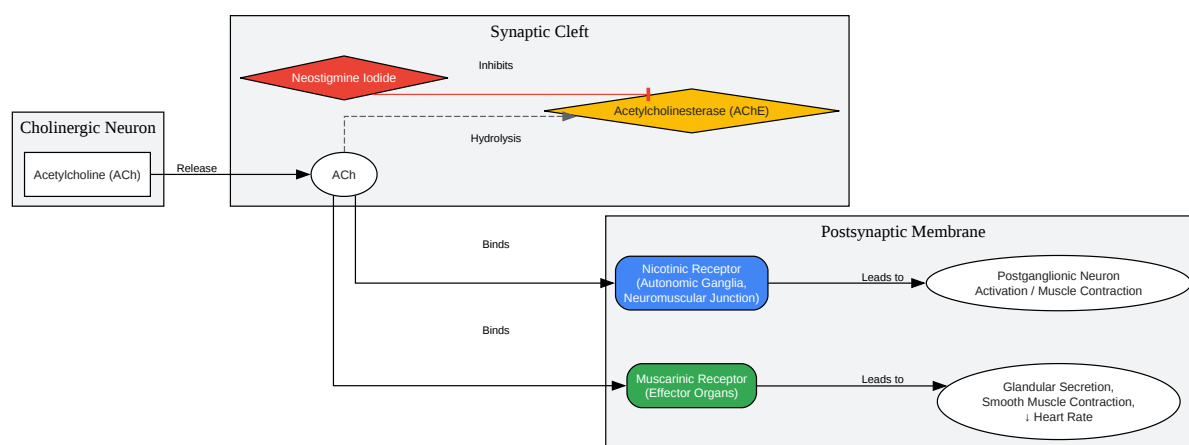 Synaptic Cleft
Neostigmine Iodide
Inhibits
Acetylcholinesterase (AChE)
Hydrolysis
Cholinergic Neuron
Acetylcholine (ACh)
Release
ACh
Postsynaptic Membrane
Binds
Nicotinic Receptor
(Autonomic Ganglia,
Neuromuscular Junction)
Leads to
Postganglionic Neuron
Activation / Muscle Contraction
Binds
Muscarinic Receptor
(Effector Organs)
Leads to
Glandular Secretion,
Smooth Muscle Contraction,
↓ Heart Rate